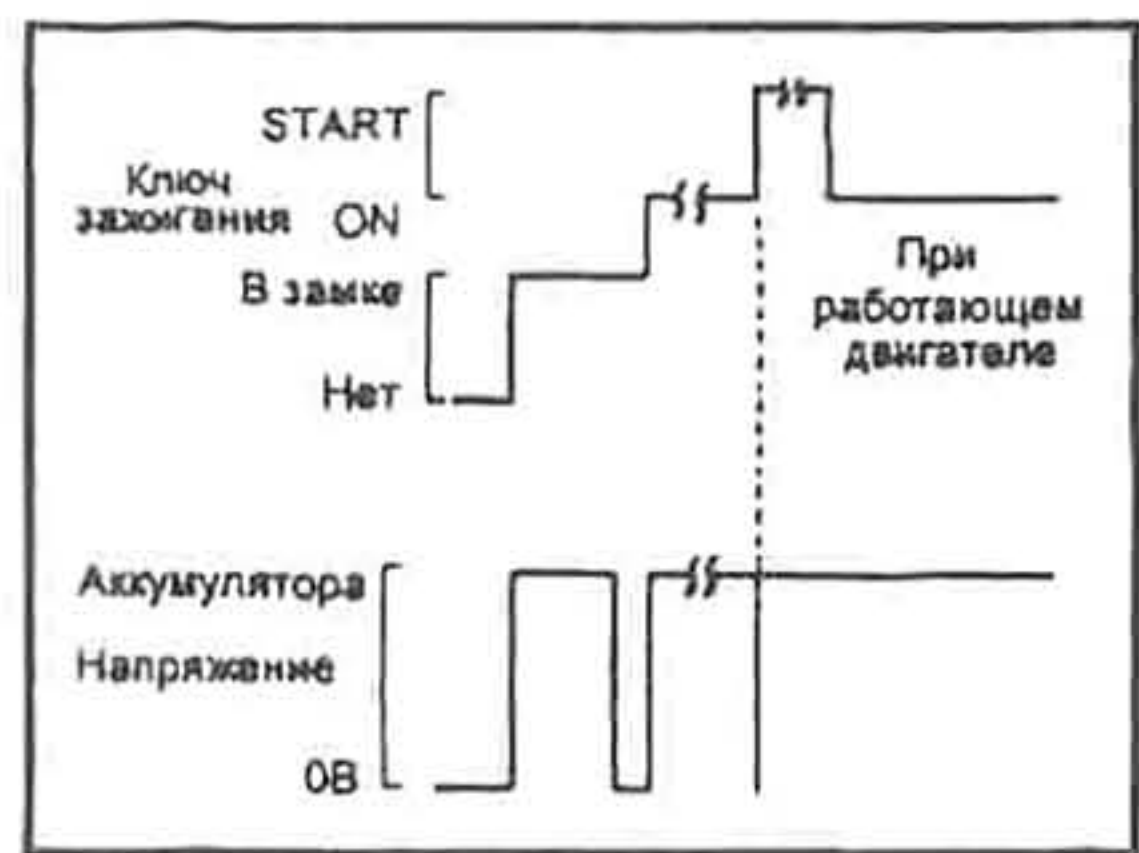 START
Ключ
зажигания ON
В замке
Нет
При
работающем
двигателе
Аккумулятора
Напряжение
0В